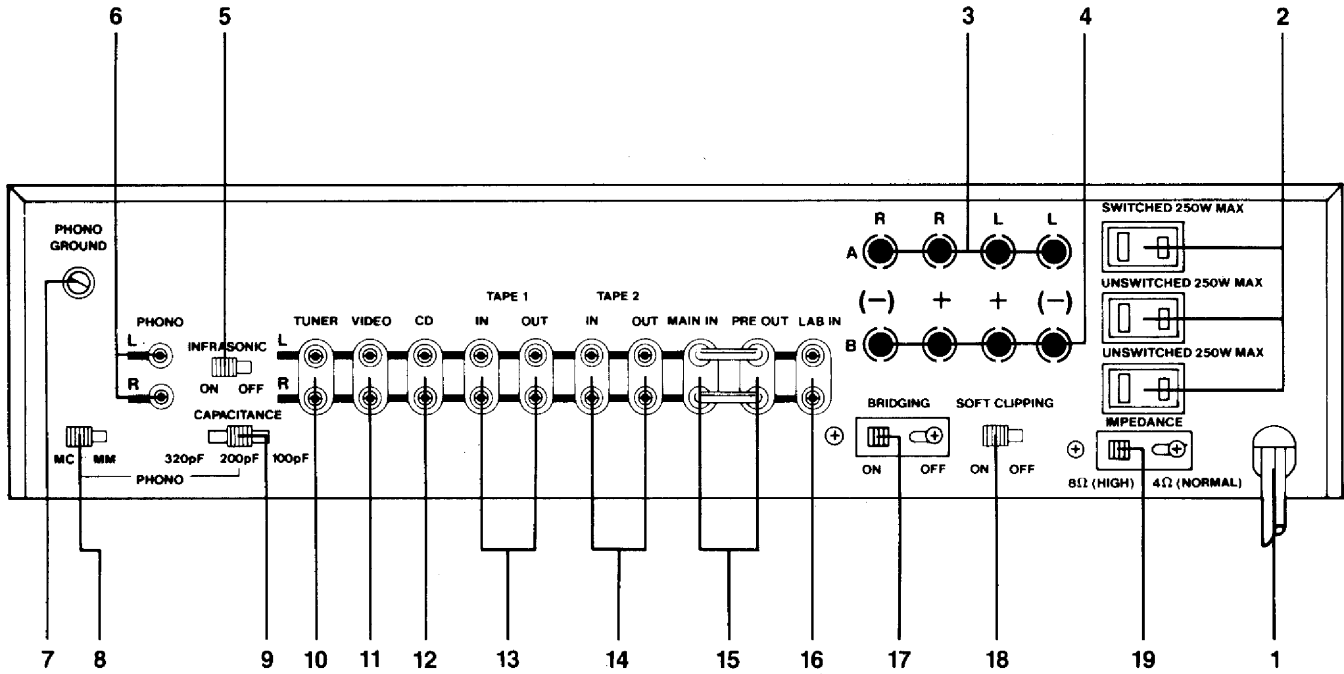 6 5 3 4 2
SWITCHED 250W MAX
R R L L
PHONO
GROUND
A
UNSWITCHED 250W MAX
(−) + + (−)
TAPE 1 TAPE 2
PHONO TUNER VIDEO CD IN OUT IN OUT MAIN IN PRE OUT LAB IN
L INFRASONIC L B
UNSWITCHED 250W MAX
ON OFF
R R
CAPACITANCE BRIDGING SOFT CLIPPING IMPEDANCE
MC MM 320pF 200pF 100pF
ON OFF ON OFF
PHONO
8Ω (HIGH) 4Ω (NORMAL)
7 8 9 10 11 12 13 14 15 16 17 18 19 1